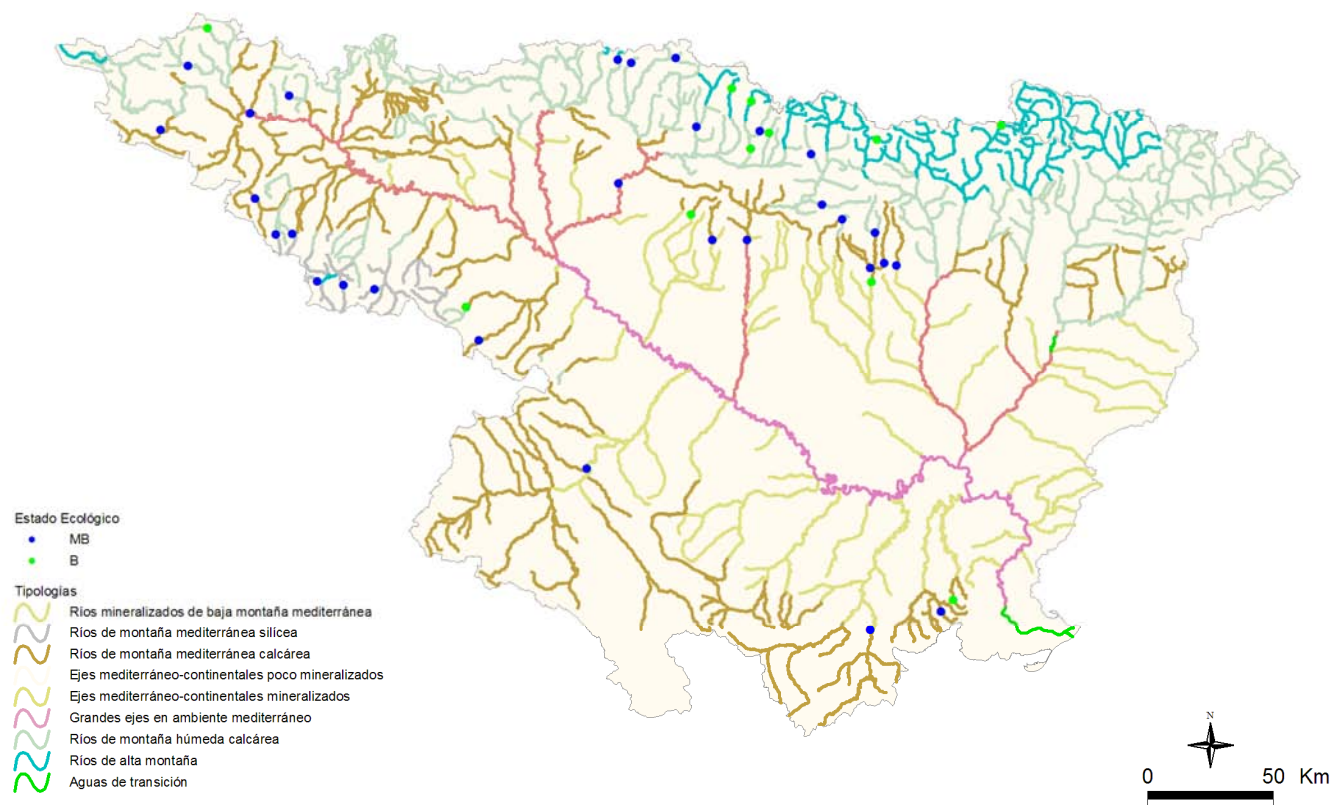 Estado Ecológico
MB
B
Tipologías
Ríos mineralizados de baja montaña mediterránea
Ríos de montaña mediterránea silícea
Ríos de montaña mediterránea calcárea
Ejes mediterráneo-continentales poco mineralizados
Ejes mediterráneo-continentales mineralizados
Grandes ejes en ambiente mediterráneo
Ríos de montaña húmeda calcárea
Ríos de alta montaña
Aguas de transición
N
0 50 Km